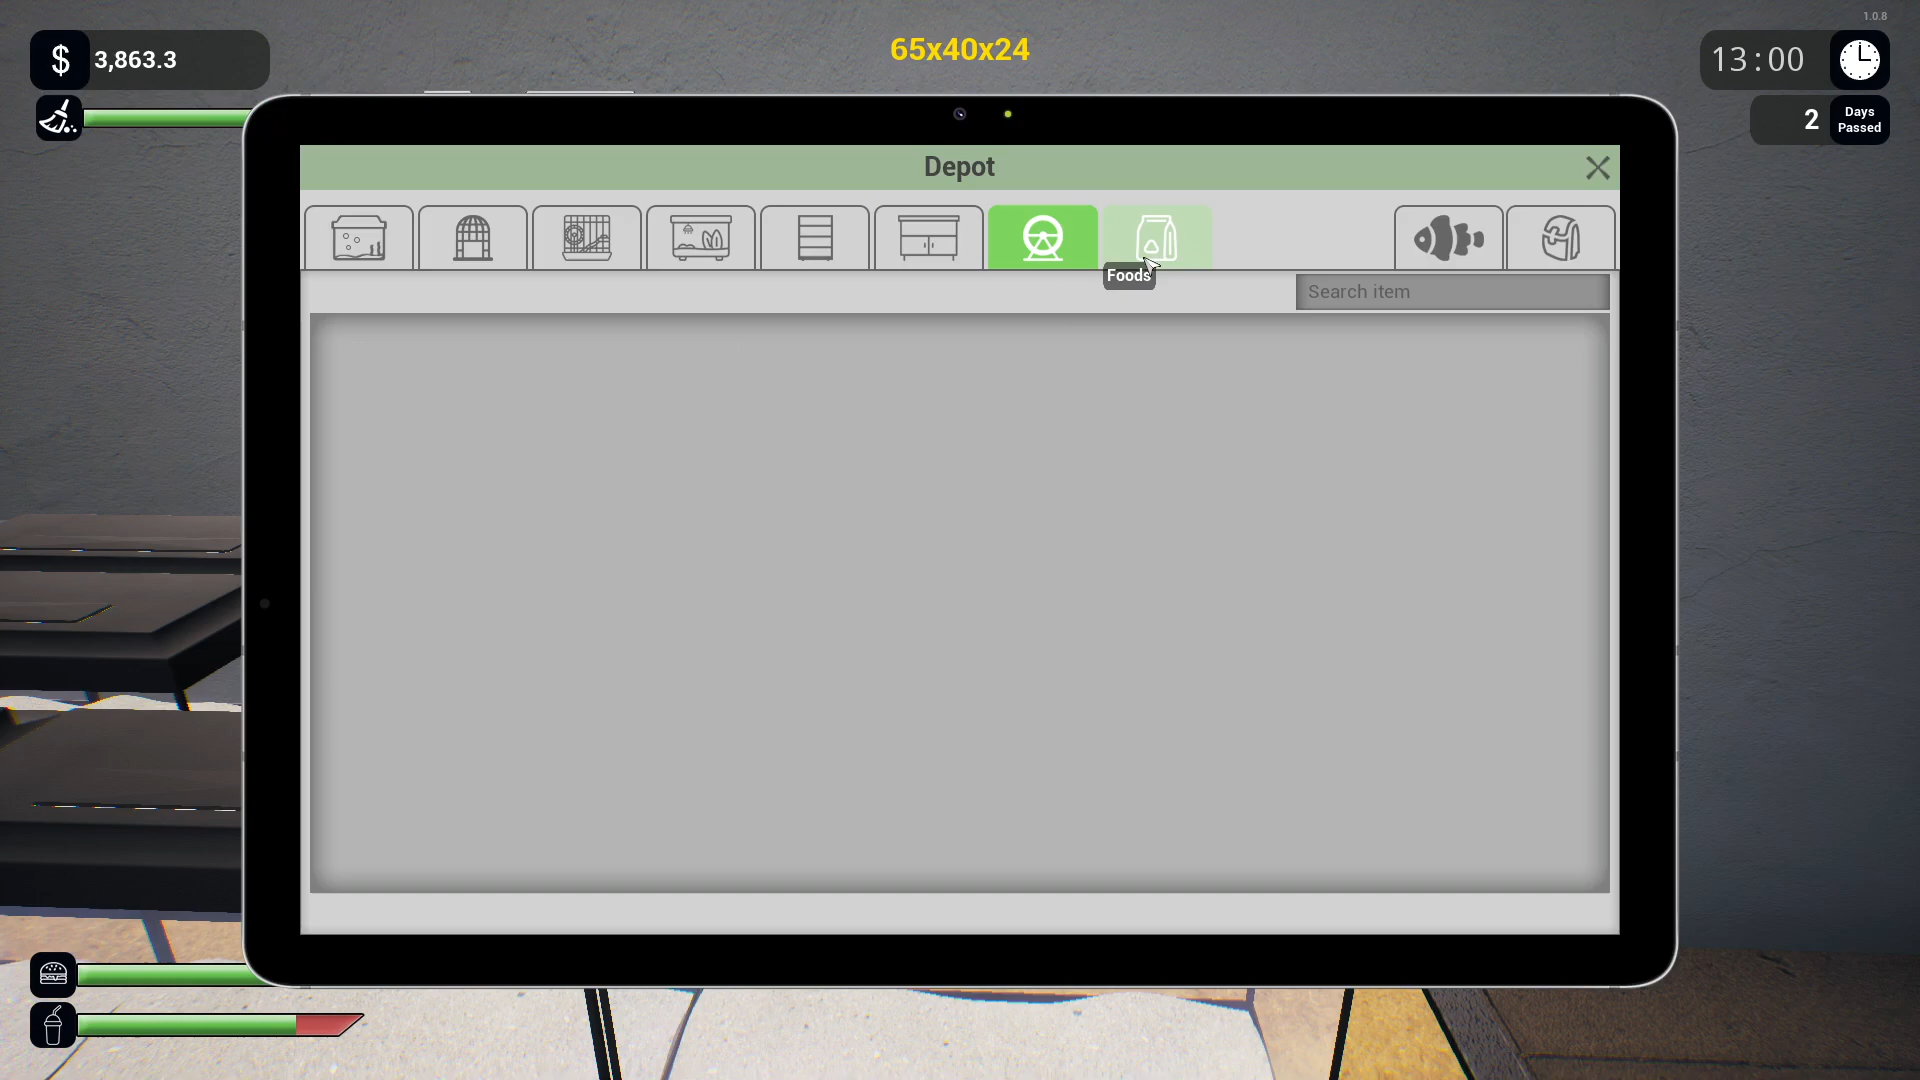 1.0.8
$ 3,863.3
65x40x24
13:00
2
Days
Passed
Depot
Foods
Search item